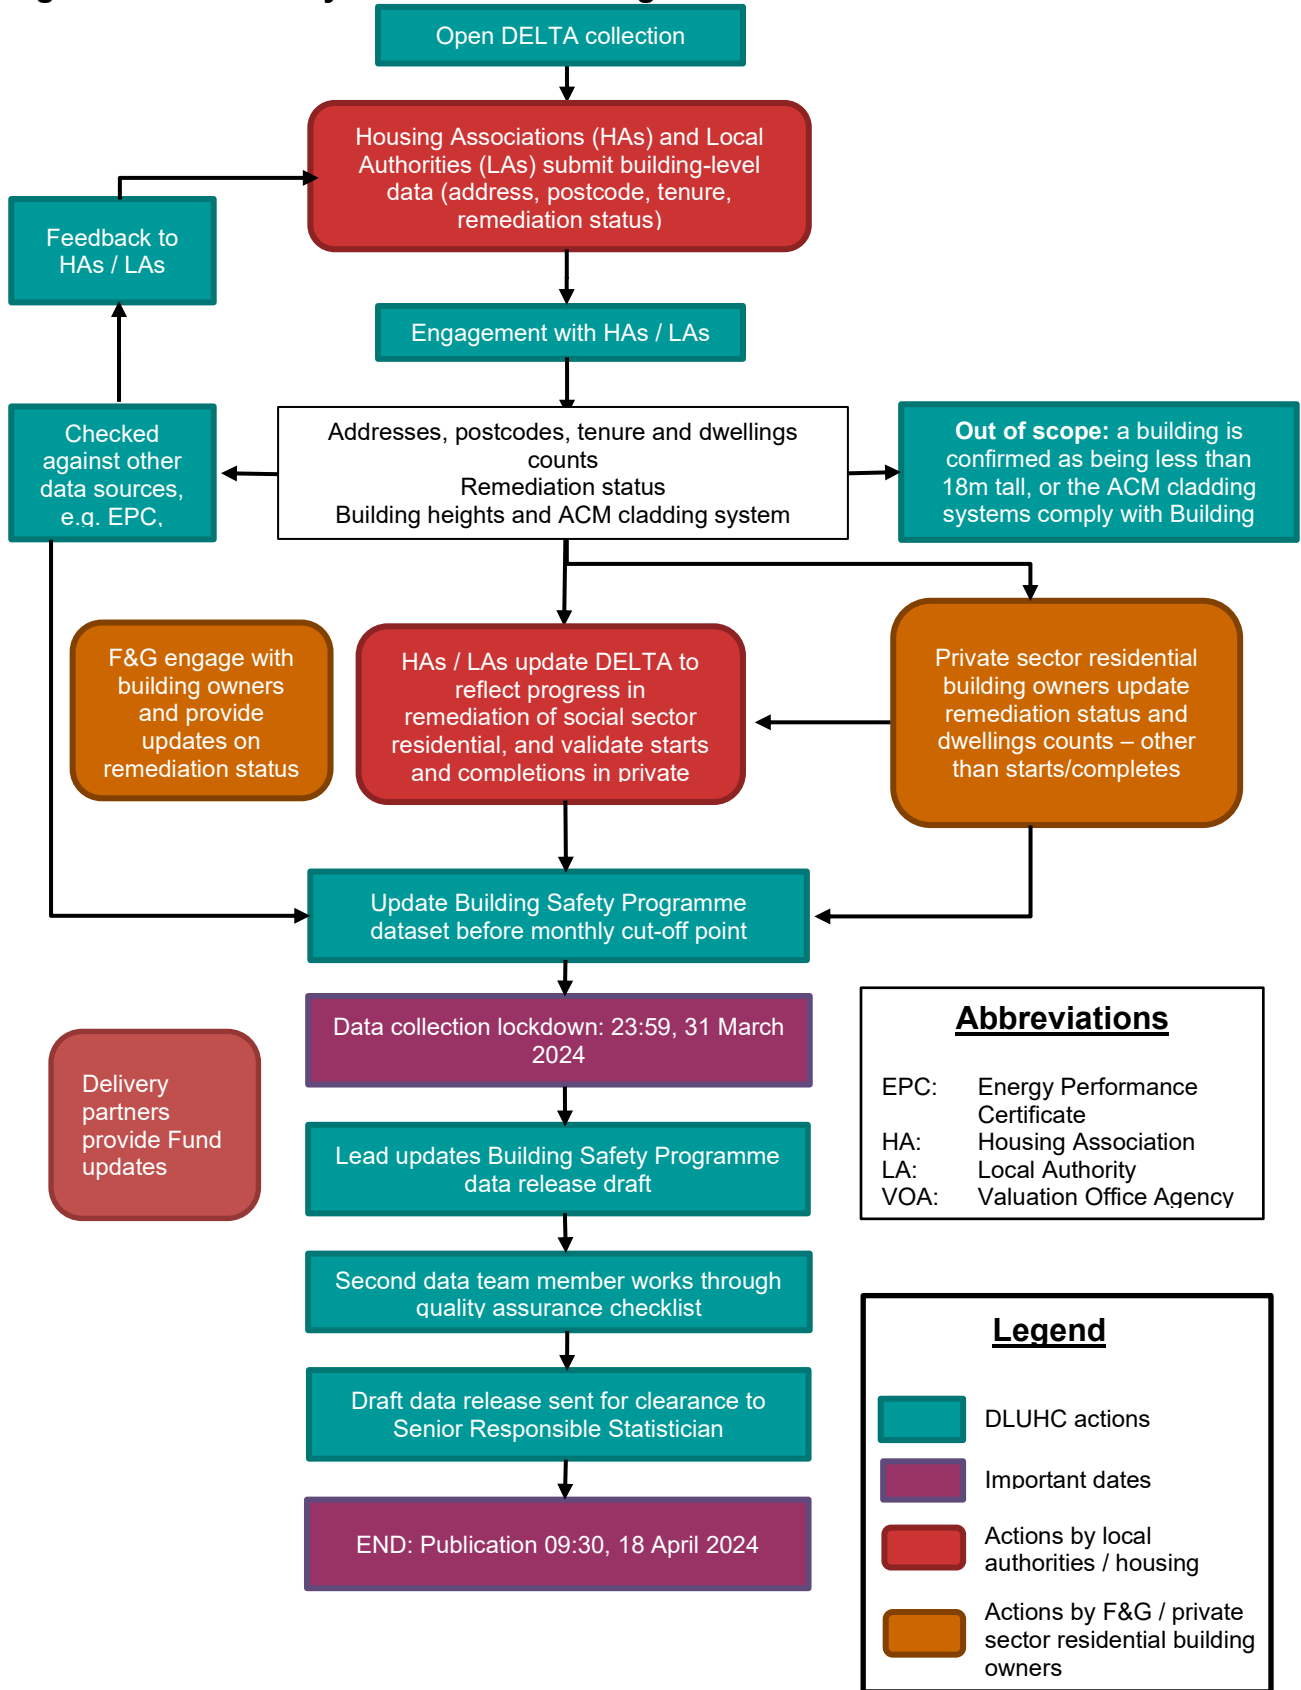 Open DELTA collection
Housing Associations (HAs) and Local
Authorities (LAs) submit building-level
data (address, postcode, tenure,
remediation status)
Feedback to
HAs / LAs
Engagement with HAs / LAs
Checked
against other
data sources,
e.g. EPC,
Addresses, postcodes, tenure and dwellings
counts
Remediation status
Building heights and ACM cladding system
Out of scope: a building is
confirmed as being less than
18m tall, or the ACM cladding
systems comply with Building
F&G engage with
building owners
and provide
updates on
remediation status
HAs / LAs update DELTA to
reflect progress in
remediation of social sector
residential, and validate starts
and completions in private
Private sector residential
building owners update
remediation status and
dwellings counts – other
than starts/completes
Update Building Safety Programme
dataset before monthly cut-off point
Data collection lockdown: 23:59, 31 March
2024
Delivery
partners
provide Fund
updates
Lead updates Building Safety Programme
data release draft
Second data team member works through
quality assurance checklist
Draft data release sent for clearance to
Senior Responsible Statistician
END: Publication 09:30, 18 April 2024
Abbreviations
EPC: Energy Performance
Certificate
HA: Housing Association
LA: Local Authority
VOA: Valuation Office Agency
Legend
DLUHC actions
Important dates
Actions by local
authorities / housing
Actions by F&G / private
sector residential building
owners